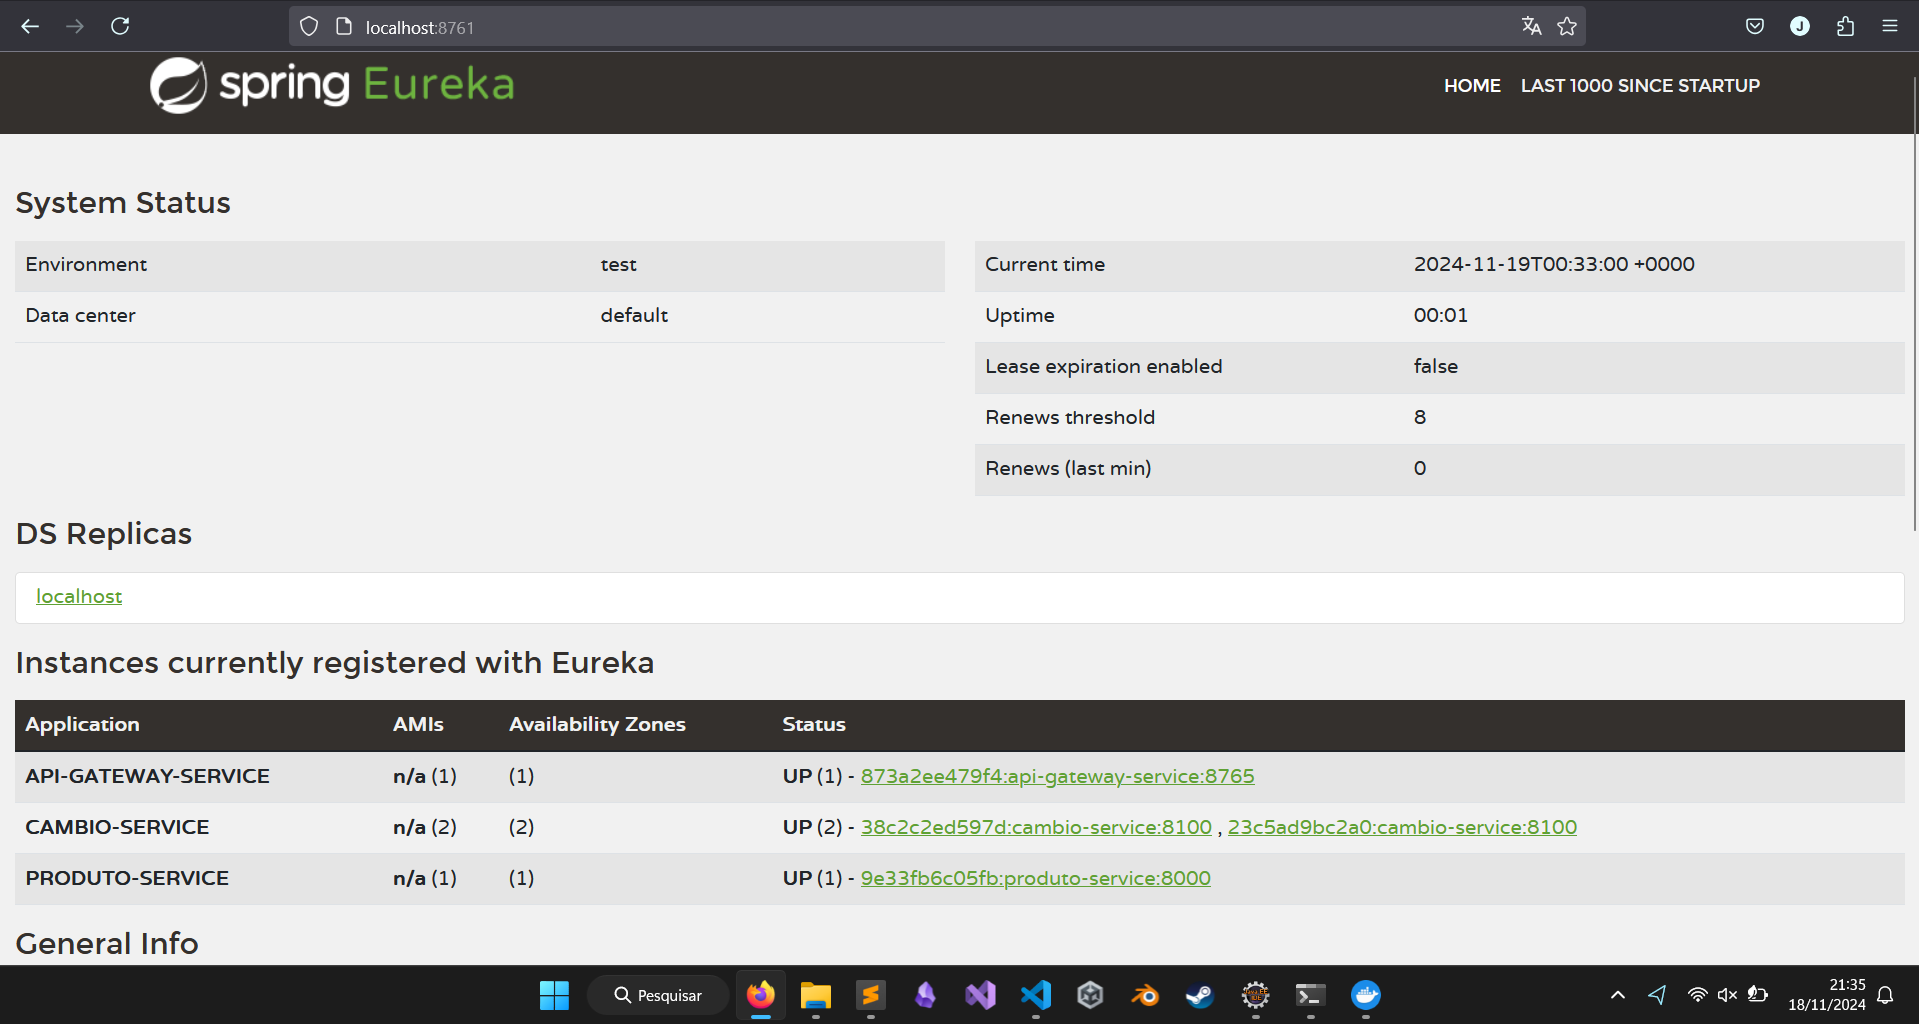 localhost:8761
spring Eureka
HOME LAST 1000 SINCE STARTUP
System Status
Environment test
Data center default
Current time 2024-11-19T00:33:00 +0000
Uptime 00:01
Lease expiration enabled false
Renews threshold 8
Renews (last min) 0
DS Replicas
localhost
Instances currently registered with Eureka
Application AMIs Availability Zones Status
API-GATEWAY-SERVICE n/a (1) (1) UP (1) - 873a2ee479f4:api-gateway-service:8765
CAMBIO-SERVICE n/a (2) (2) UP (2) - 38c2c2ed597d:cambio-service:8100 , 23c5ad9bc2a0:cambio-service:8100
PRODUTO-SERVICE n/a (1) (1) UP (1) - 9e33fb6c05fb:produto-service:8000
General Info
Pesquisar
21:35
18/11/2024